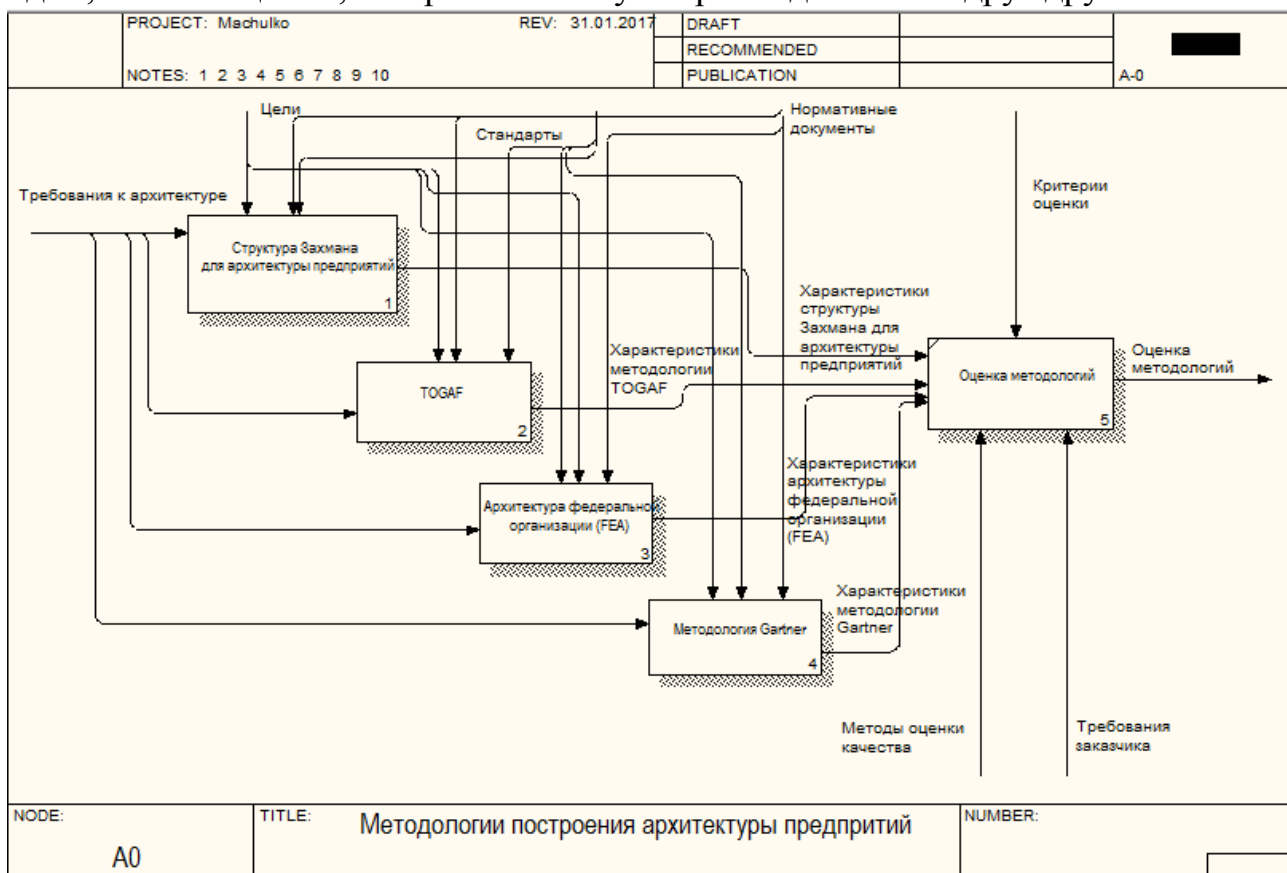 PROJECT: Machulko
REV: 31.01.2017
DRAFT
RECOMMENDED
NOTES: 1 2 3 4 5 6 7 8 9 10
PUBLICATION
A-0
Цели
Нормативные
документы
Стандарты
Требования к архитектуре
Критерии
оценки
Структура Захмана
для архитектуры предприятий
1
Характеристики
структуры
Захмана для
архитектуры
предприятий
Характеристики
методологии
TOGAF
TOGAF
2
Оценка методологий
5
Оценка
методологий
Архитектура федеральной
организации (FEA)
3
Характеристики
архитектуры
федеральной
организации
(FEA)
Методология Gartner
4
Характеристики
методологии
Gartner
Методы оценки
качества
Требования
заказчика
NODE:
A0
TITLE:
Методологии построения архитектуры предпритий
NUMBER: